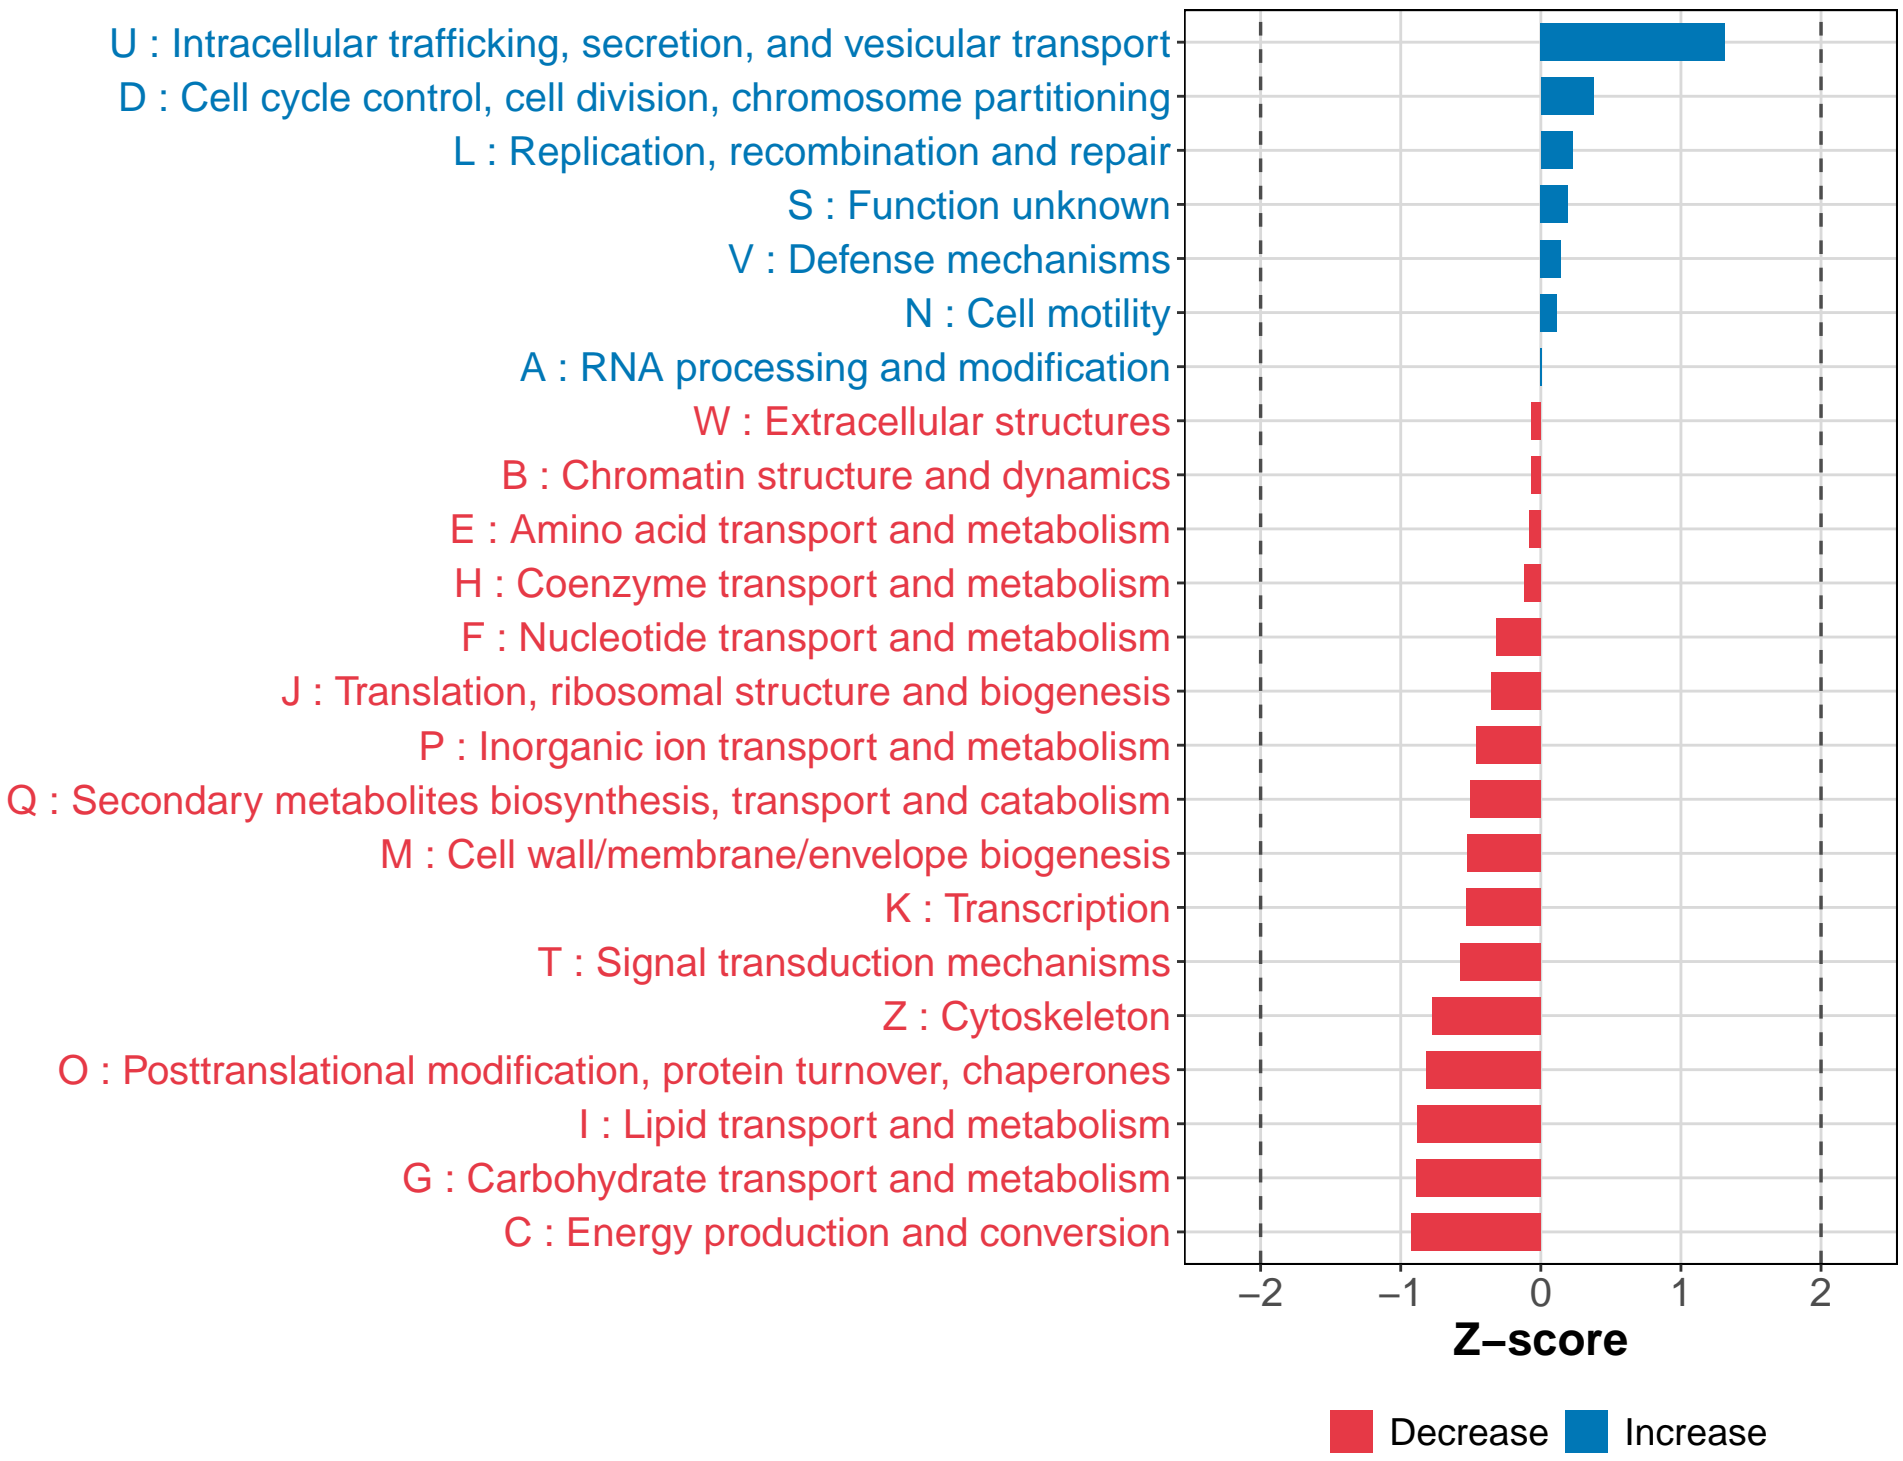 U : Intracellular trafficking, secretion, and vesicular transport
D : Cell cycle control, cell division, chromosome partitioning
L : Replication, recombination and repair
S : Function unknown
V : Defense mechanisms
N : Cell motility
A : RNA processing and modification
W : Extracellular structures
B : Chromatin structure and dynamics
E : Amino acid transport and metabolism
H : Coenzyme transport and metabolism
F : Nucleotide transport and metabolism
J : Translation, ribosomal structure and biogenesis
P : Inorganic ion transport and metabolism
Q : Secondary metabolites biosynthesis, transport and catabolism
M : Cell wall/membrane/envelope biogenesis
K : Transcription
T : Signal transduction mechanisms
Z : Cytoskeleton
O : Posttranslational modification, protein turnover, chaperones
I : Lipid transport and metabolism
G : Carbohydrate transport and metabolism
C : Energy production and conversion
−2 −1 0 1 2
Z−score
Decrease Increase